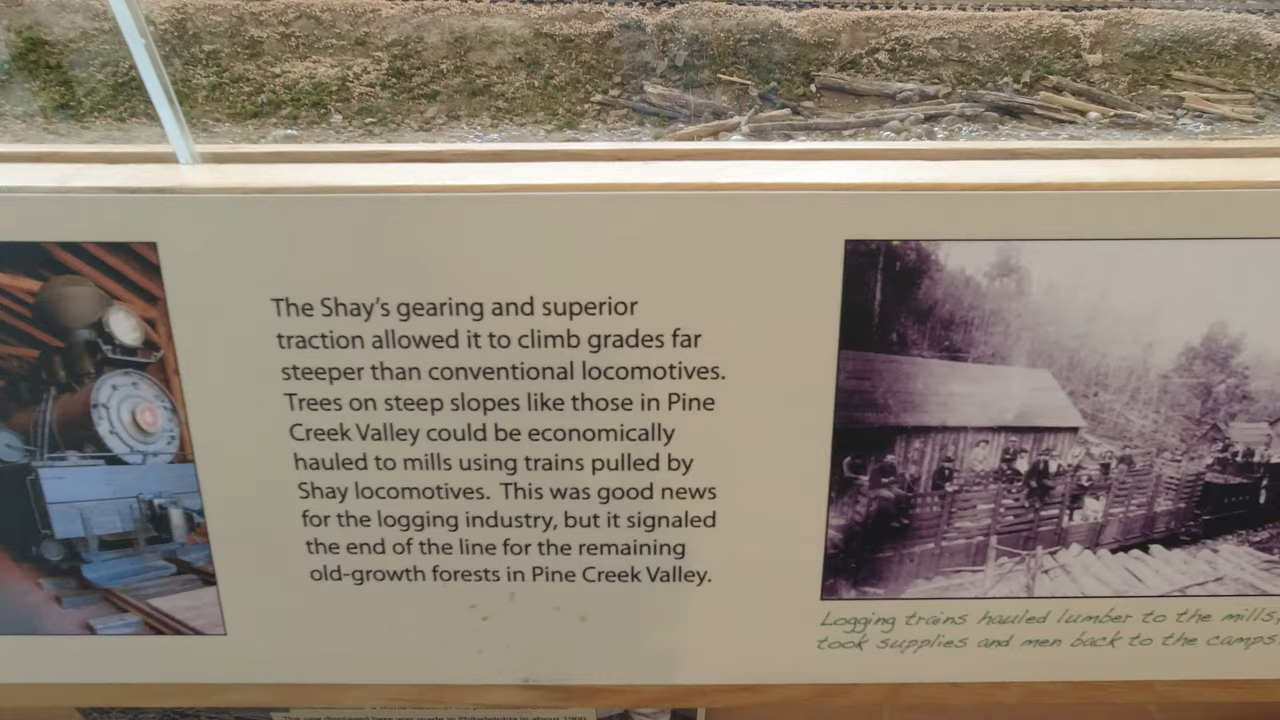 The Shay's gearing and superior
traction allowed it to climb grades far
steeper than conventional locomotives.
Trees on steep slopes like those in Pine
Creek Valley could be economically
hauled to mills using trains pulled by
Shay locomotives. This was good news
for the logging industry, but it signaled
the end of the line for the remaining
old-growth forests in Pine Creek Valley.
Logging trains hauled lumber to the mills,
took supplies and men back to the camps.